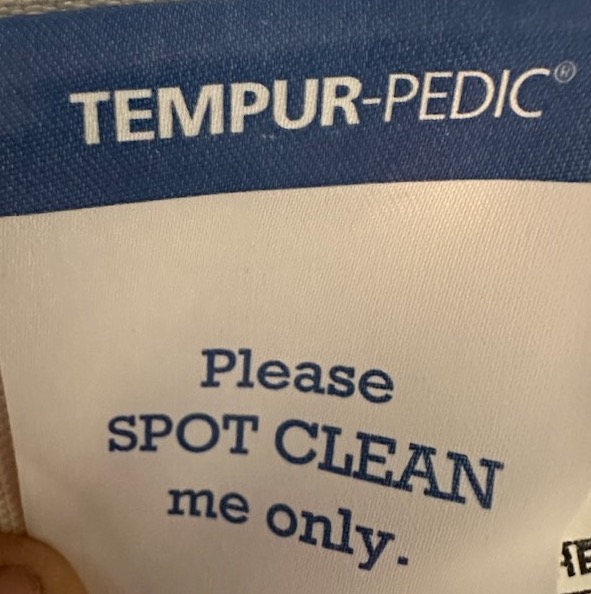 TEMPUR-PEDIC®
Please
SPOT CLEAN
me only.